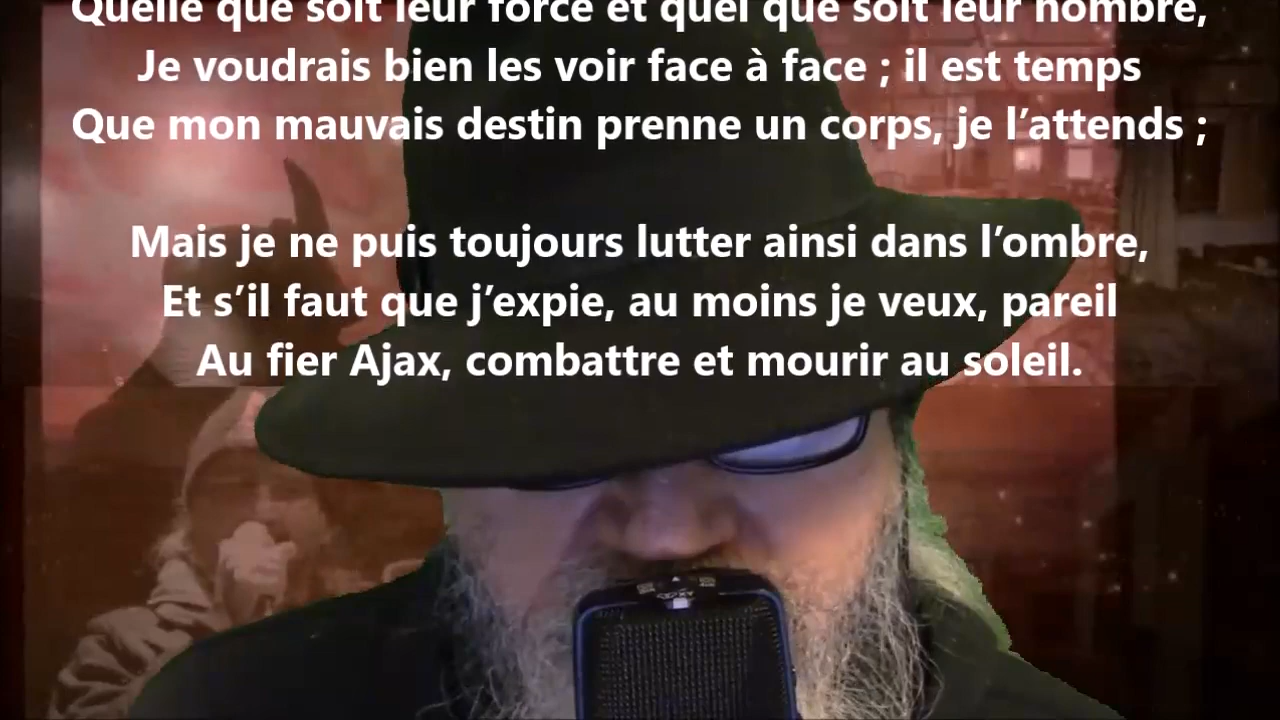 Quelle que soit leur force et quel que soit leur nombre,
Je voudrais bien les voir face à face ; il est temps
Que mon mauvais destin prenne un corps, je l’attends ;
Mais je ne puis toujours lutter ainsi dans l’ombre,
Et s’il faut que j’expie, au moins je veux, pareil
Au fier Ajax, combattre et mourir au soleil.